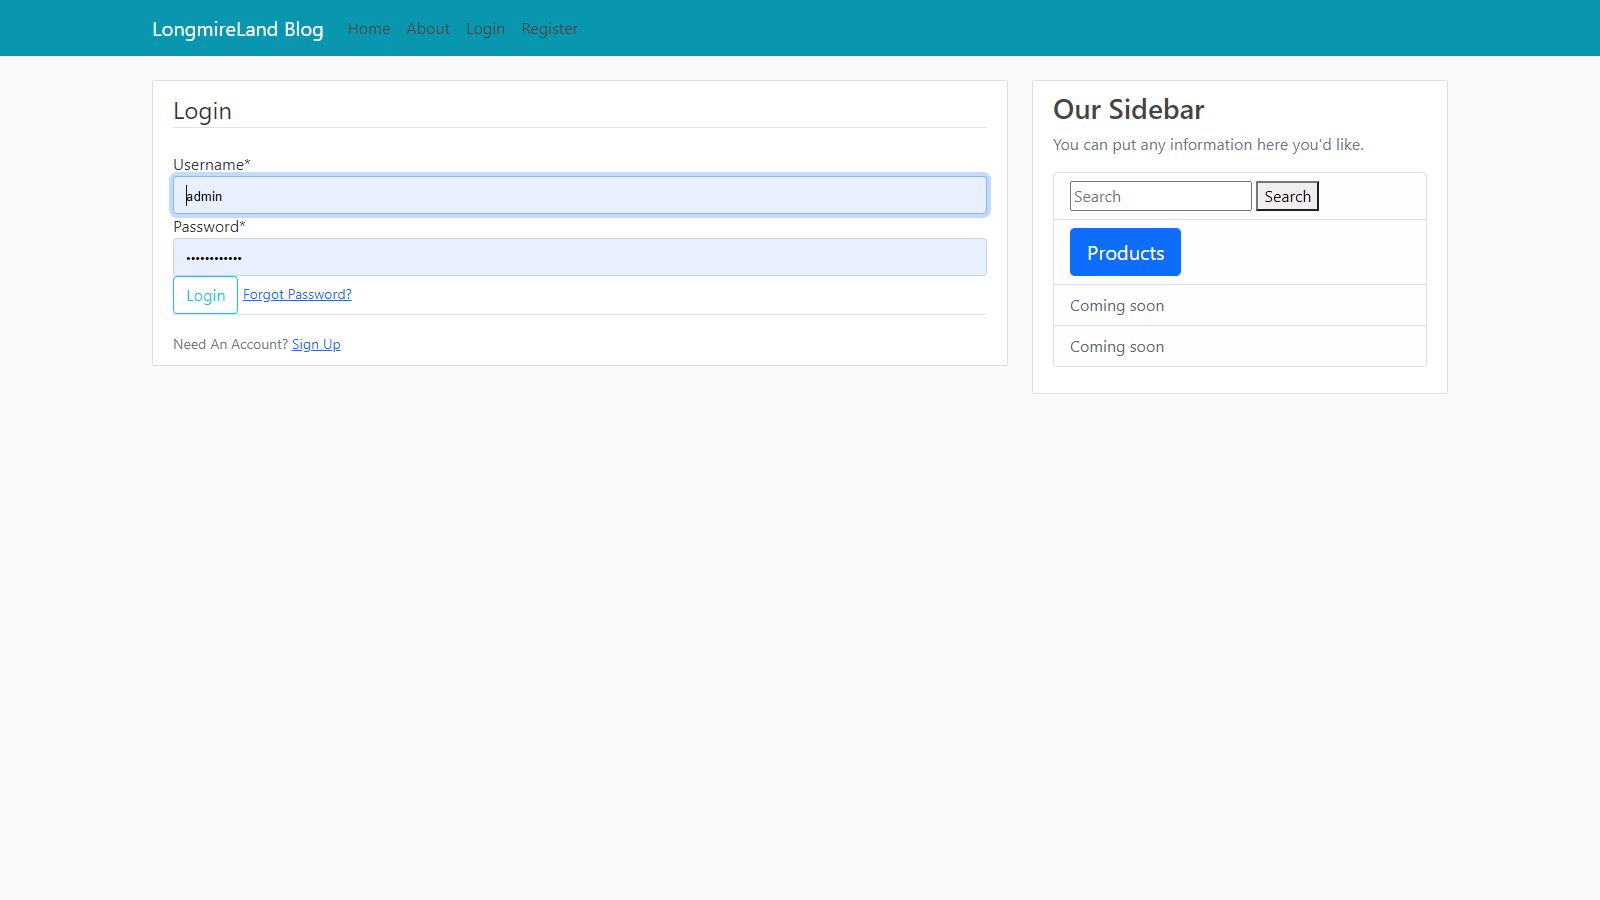 LongmireLand Blog Home About Login Register
Login
Username*
admin
Password*
••••••••••••
Login Forgot Password?
Need An Account? Sign Up
Our Sidebar
You can put any information here you'd like.
Search Search
Products
Coming soon
Coming soon